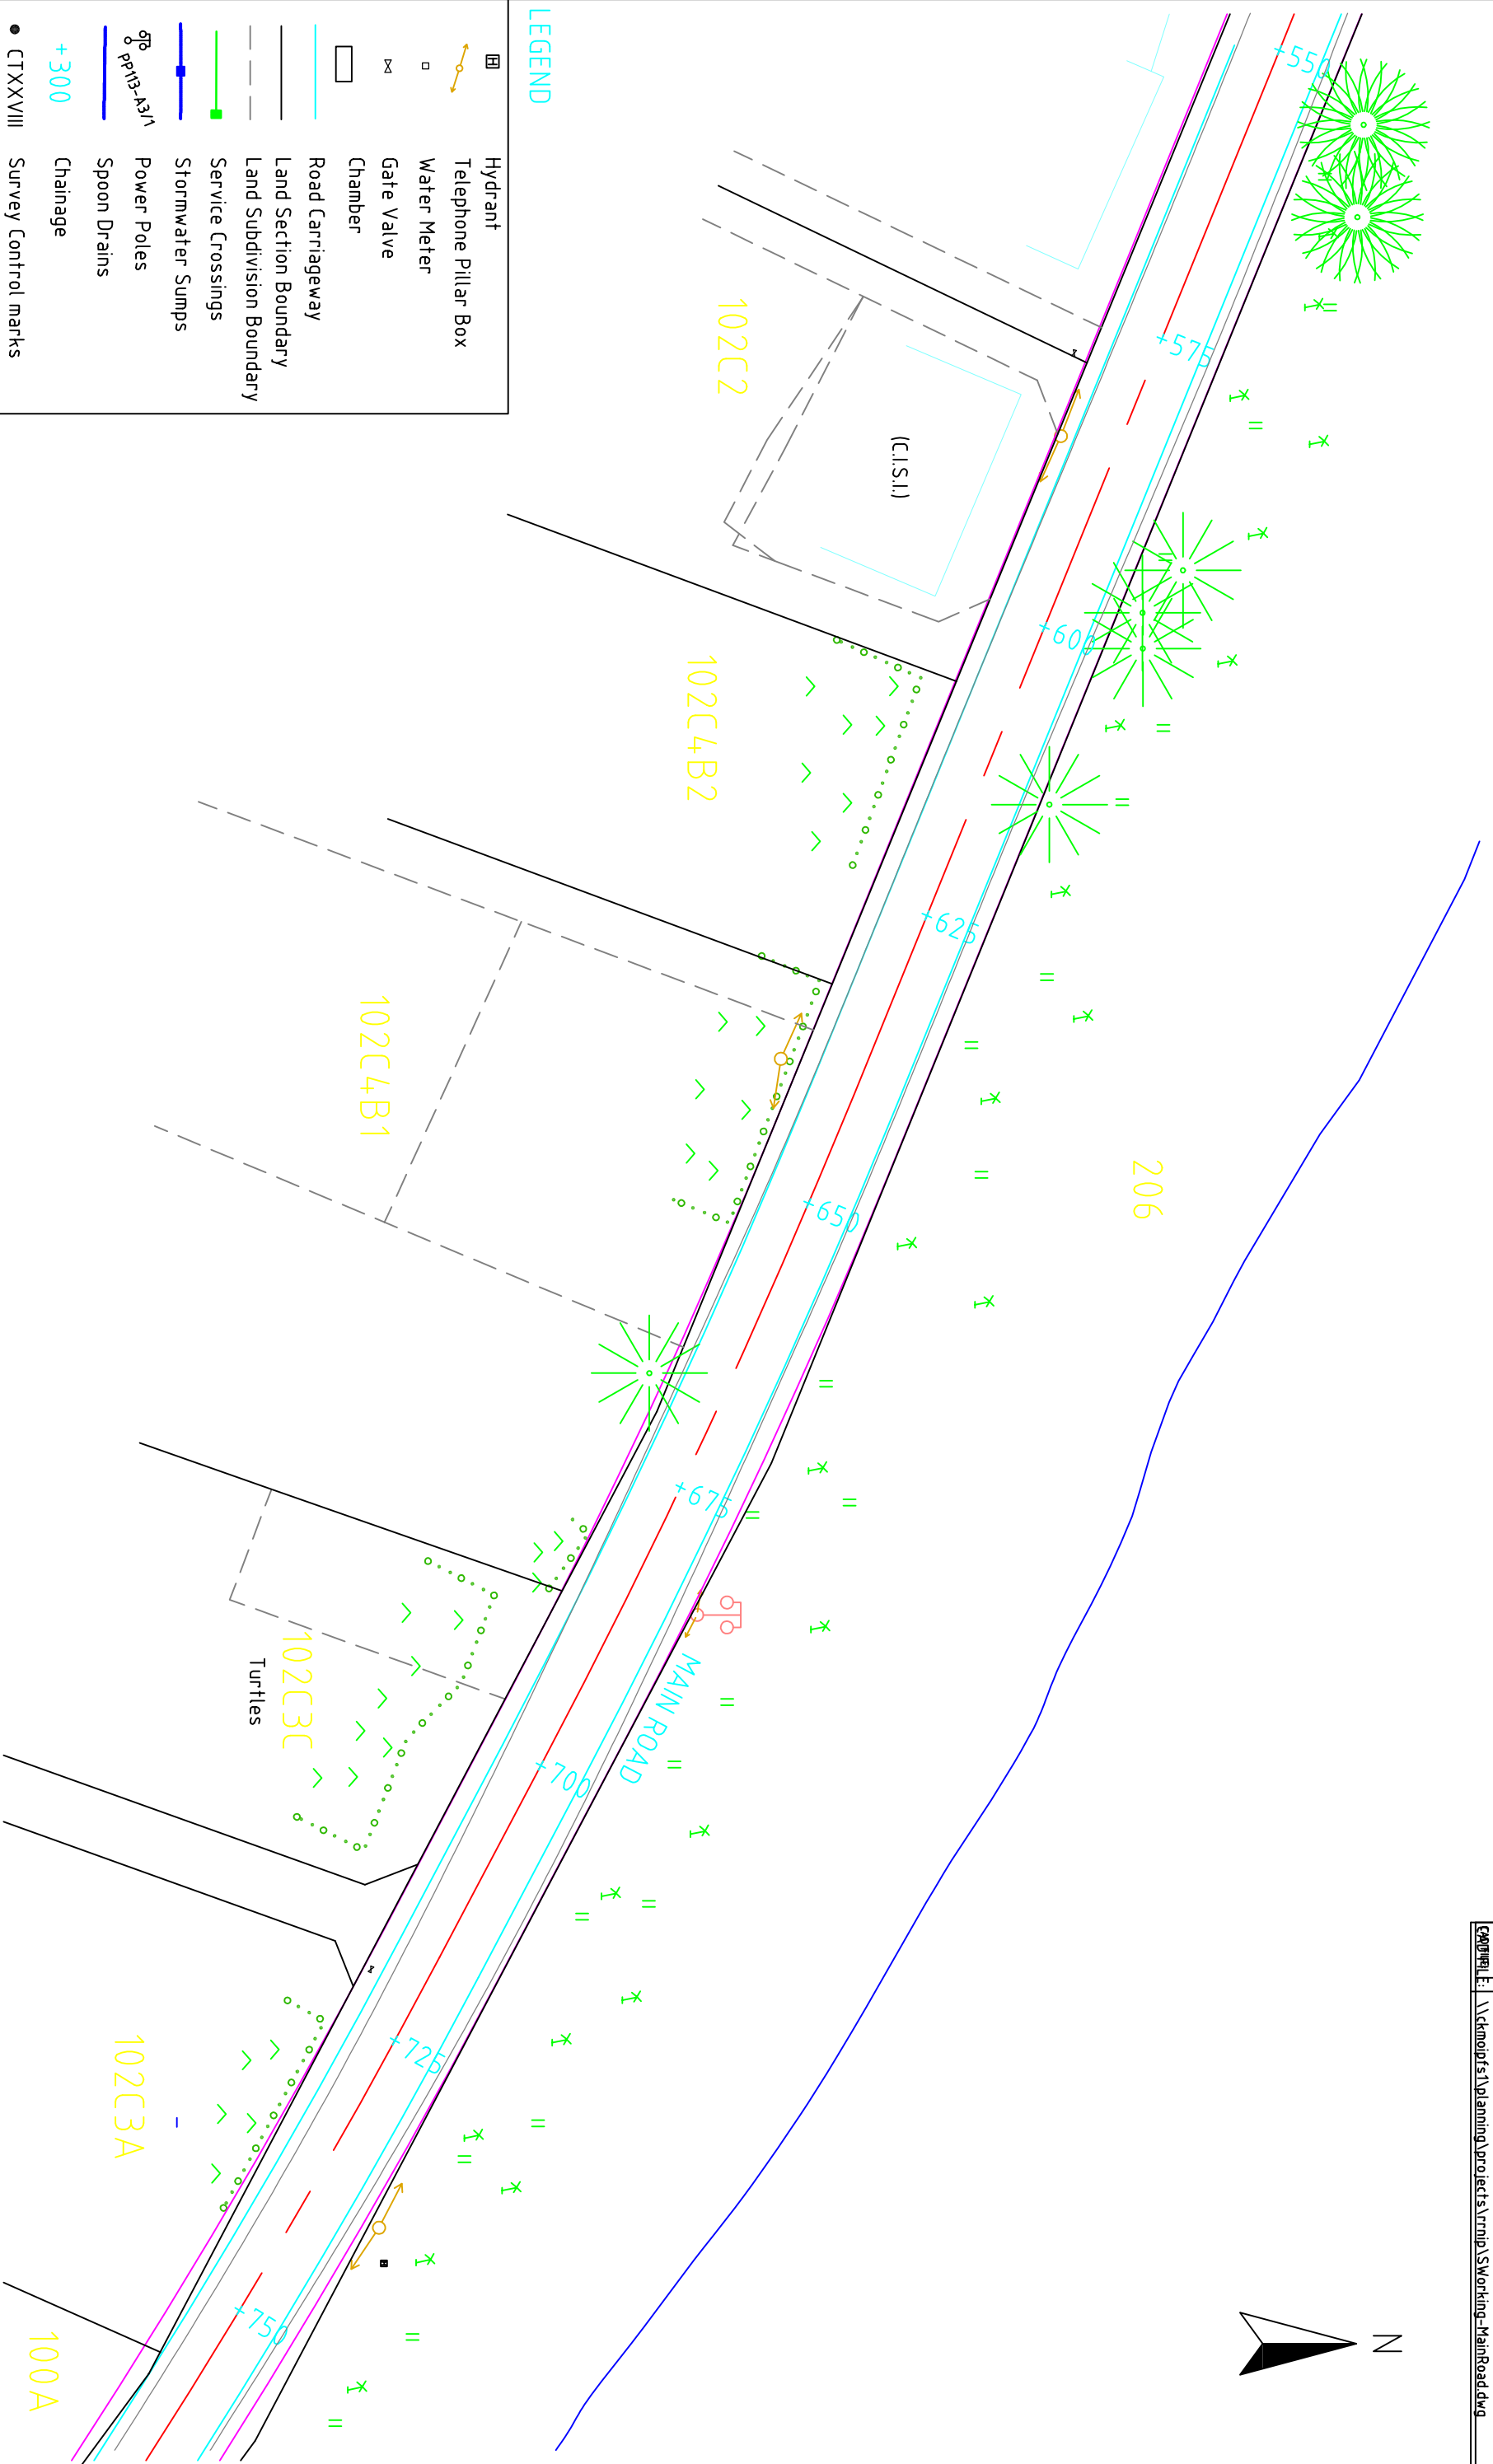 LEGEND
Hydrant
Telephone Pillar Box
Water Meter
Gate Valve
Chamber
Road Carriageway
Land Section Boundary
Land Subdivision Boundary
Service Crossings
Stormwater Sumps
PP113-A3/1 Power Poles
Spoon Drains
+300 Chainage
CTXXVIII Survey Control marks
+550
+575
+600
+625
+650
+675
+700
+725
+750
102C2
(C.I.S.I.)
102C4B2
102C4B1
206
MAIN ROAD
102C3C
Turtles
102C3A
100A
N
\\ckmoipfs1\planning\projects\rrnip\SWorking-MainRoad.dwg